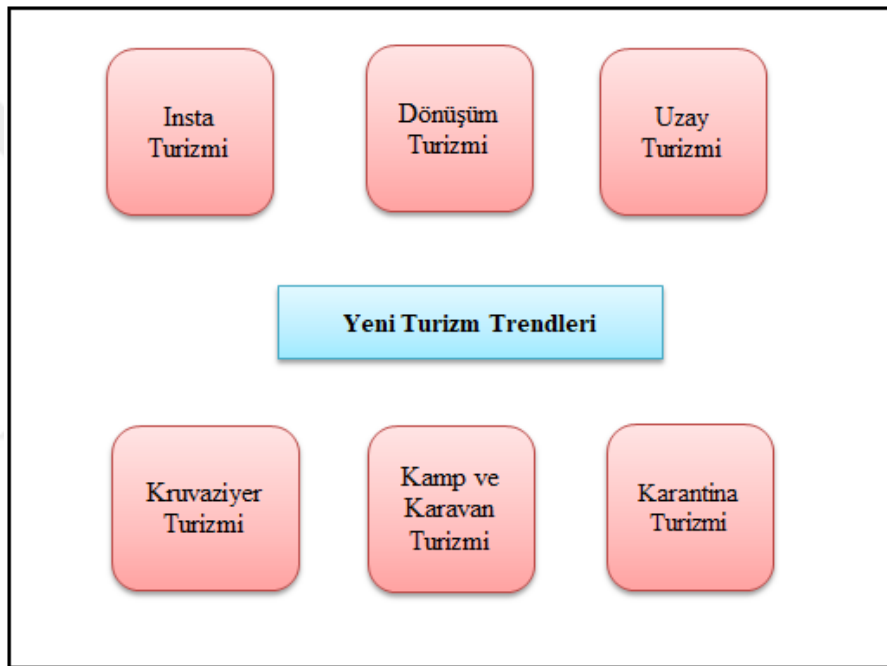 Insta
Turizmi
Dönüşüm
Turizmi
Uzay
Turizmi
Yeni Turizm Trendleri
Kruvaziyer
Turizmi
Kamp ve
Karavan
Turizmi
Karantina
Turizmi